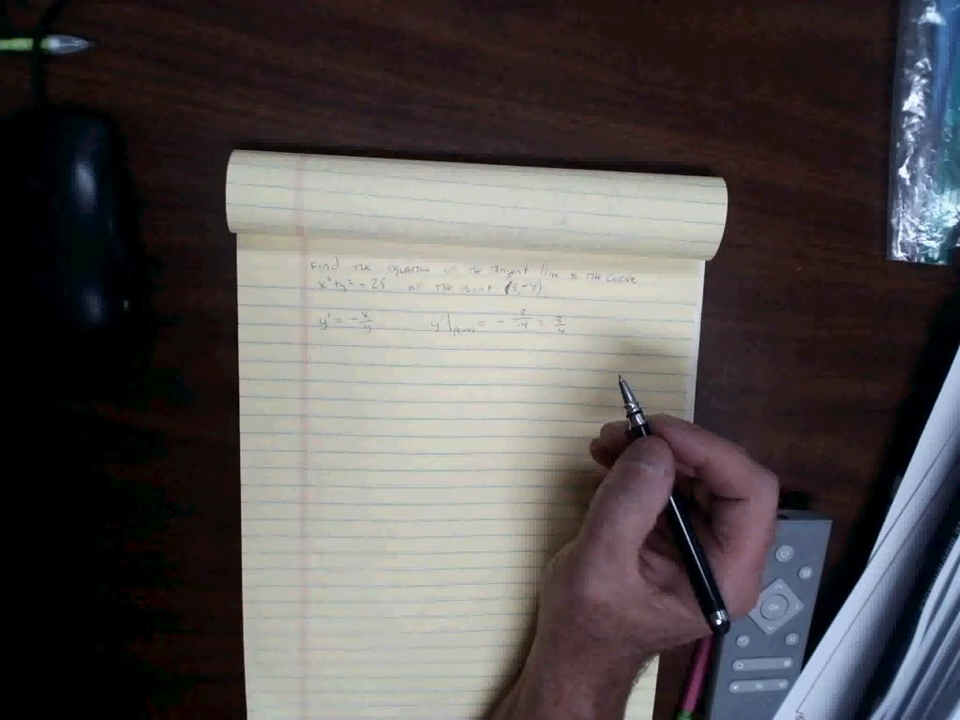 Find the equation of the tangent line to the curve
x² + y² = 25 at the point (3, -4)
y' = -x/y y'|(3,-4) = - 3/-4 = 3/4